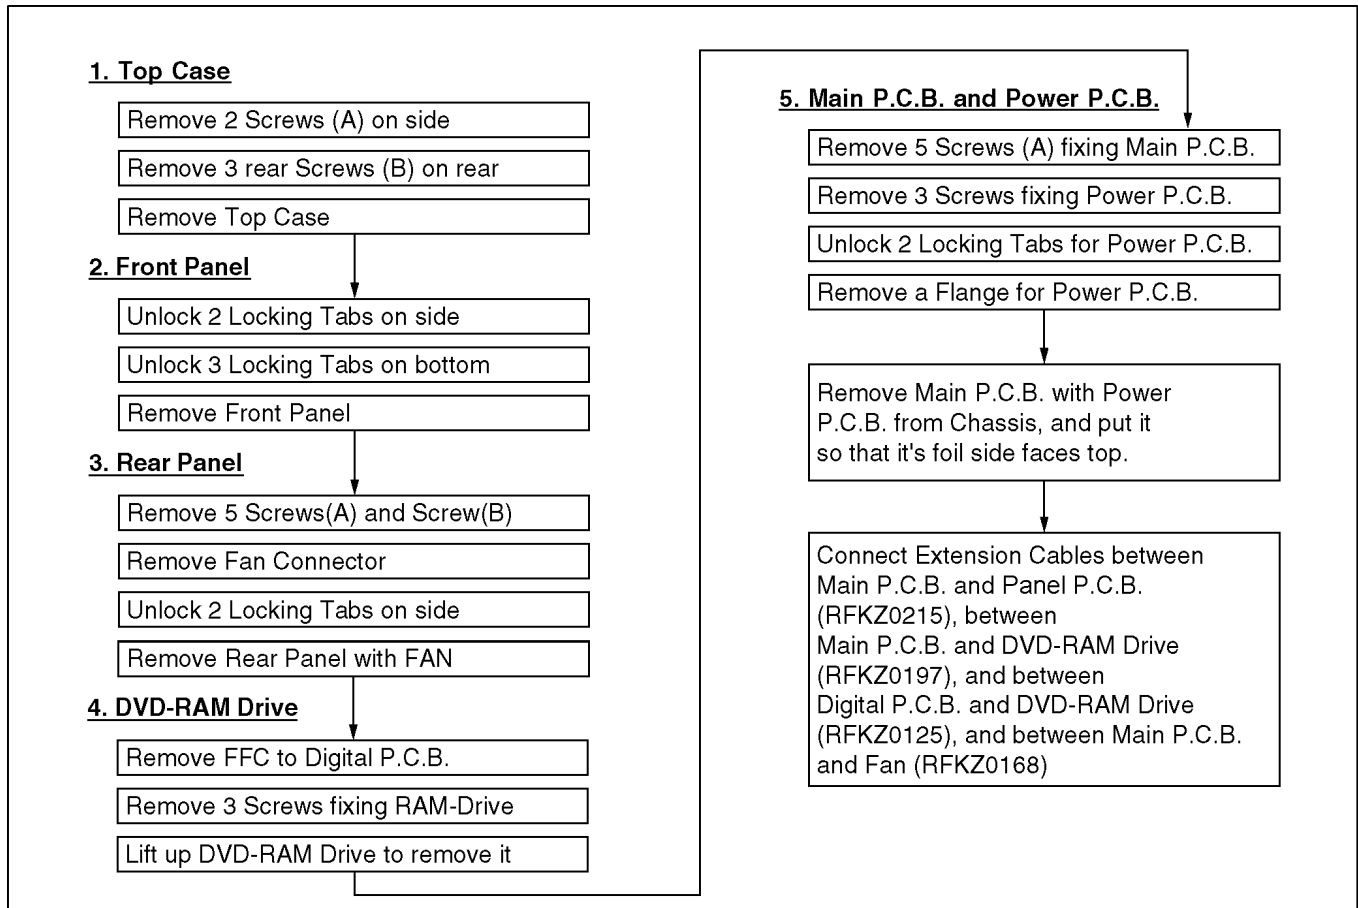 1. Top Case
Remove 2 Screws (A) on side
Remove 3 rear Screws (B) on rear
Remove Top Case
2. Front Panel
Unlock 2 Locking Tabs on side
Unlock 3 Locking Tabs on bottom
Remove Front Panel
3. Rear Panel
Remove 5 Screws(A) and Screw(B)
Remove Fan Connector
Unlock 2 Locking Tabs on side
Remove Rear Panel with FAN
4. DVD-RAM Drive
Remove FFC to Digital P.C.B.
Remove 3 Screws fixing RAM-Drive
Lift up DVD-RAM Drive to remove it
5. Main P.C.B. and Power P.C.B.
Remove 5 Screws (A) fixing Main P.C.B.
Remove 3 Screws fixing Power P.C.B.
Unlock 2 Locking Tabs for Power P.C.B.
Remove a Flange for Power P.C.B.
Remove Main P.C.B. with Power
P.C.B. from Chassis, and put it
so that it's foil side faces top.
Connect Extension Cables between
Main P.C.B. and Panel P.C.B.
(RFKZ0215), between
Main P.C.B. and DVD-RAM Drive
(RFKZ0197), and between
Digital P.C.B. and DVD-RAM Drive
(RFKZ0125), and between Main P.C.B.
and Fan (RFKZ0168)